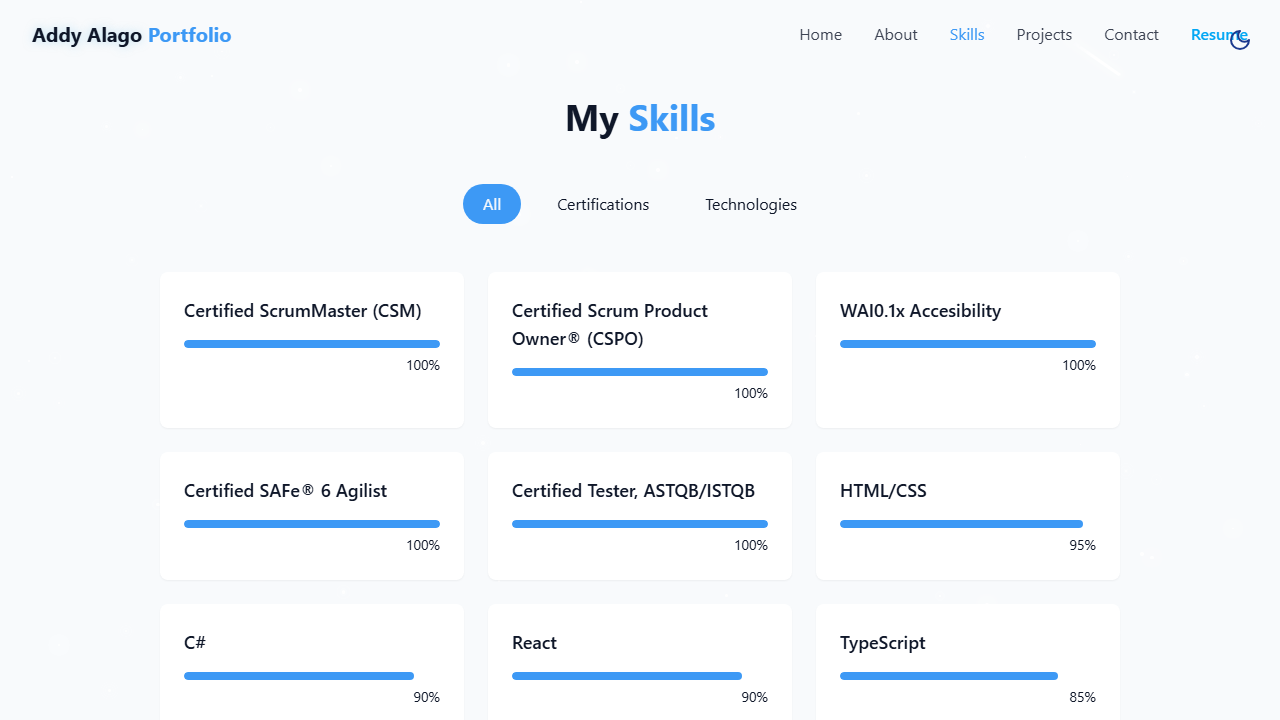 Addy Alago Portfolio
Home About Skills Projects Contact Resume
My Skills
All Certifications Technologies
Certified ScrumMaster (CSM)
100%
Certified Scrum Product
Owner® (CSPO)
100%
WAI0.1x Accesibility
100%
Certified SAFe® 6 Agilist
100%
Certified Tester, ASTQB/ISTQB
100%
HTML/CSS
95%
C#
90%
React
90%
TypeScript
85%